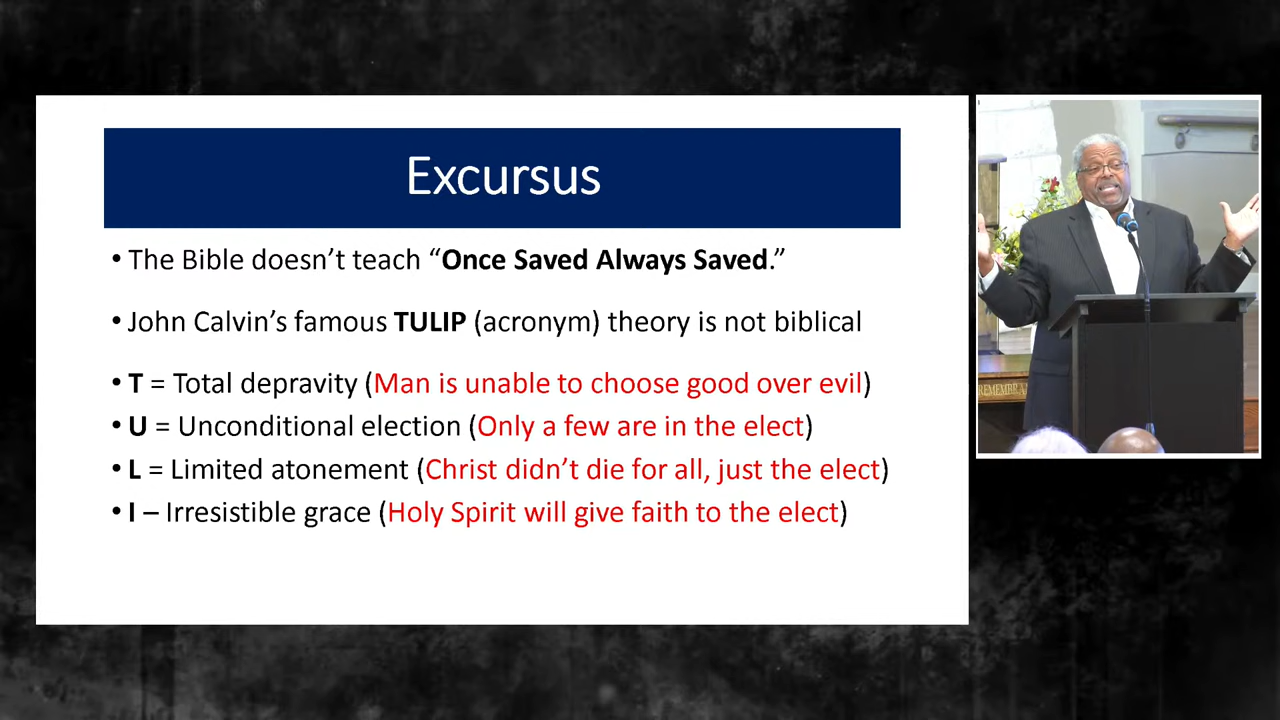 Excursus
• The Bible doesn’t teach “Once Saved Always Saved.”
• John Calvin’s famous TULIP (acronym) theory is not biblical
• T = Total depravity (Man is unable to choose good over evil)
• U = Unconditional election (Only a few are in the elect)
• L = Limited atonement (Christ didn’t die for all, just the elect)
• I – Irresistible grace (Holy Spirit will give faith to the elect)